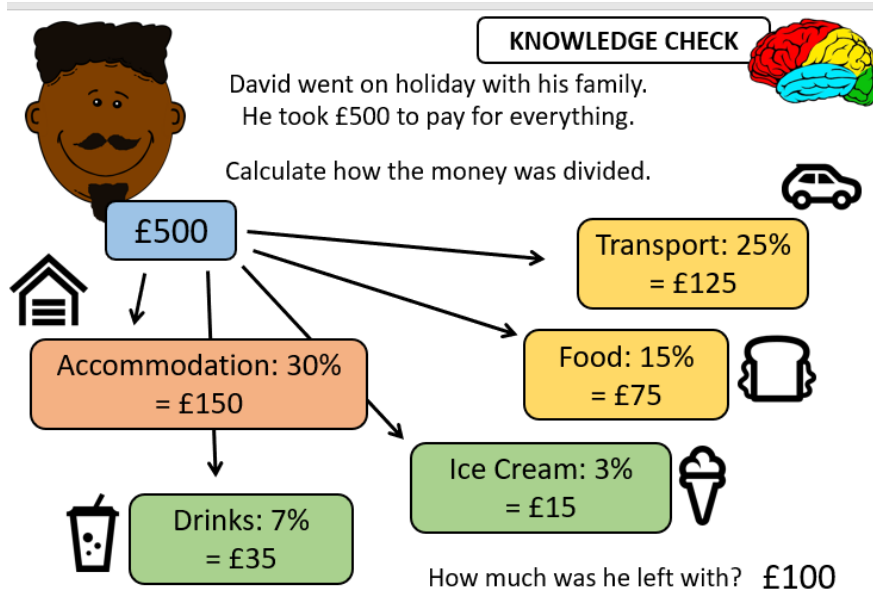 KNOWLEDGE CHECK
David went on holiday with his family.
He took £500 to pay for everything.
Calculate how the money was divided.
£500
Transport: 25%
= £125
Accommodation: 30%
= £150
Food: 15%
= £75
Ice Cream: 3%
= £15
Drinks: 7%
= £35
How much was he left with? £100